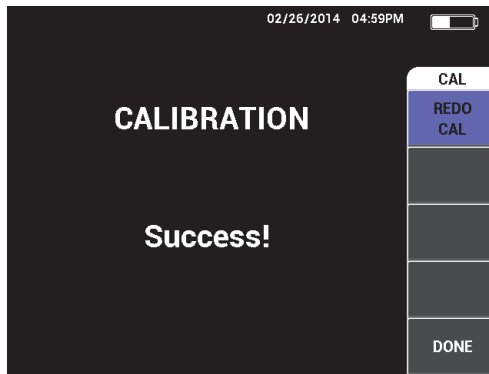 02/26/2014 04:59PM
CAL
CALIBRATION
REDO
CAL
Success!
DONE